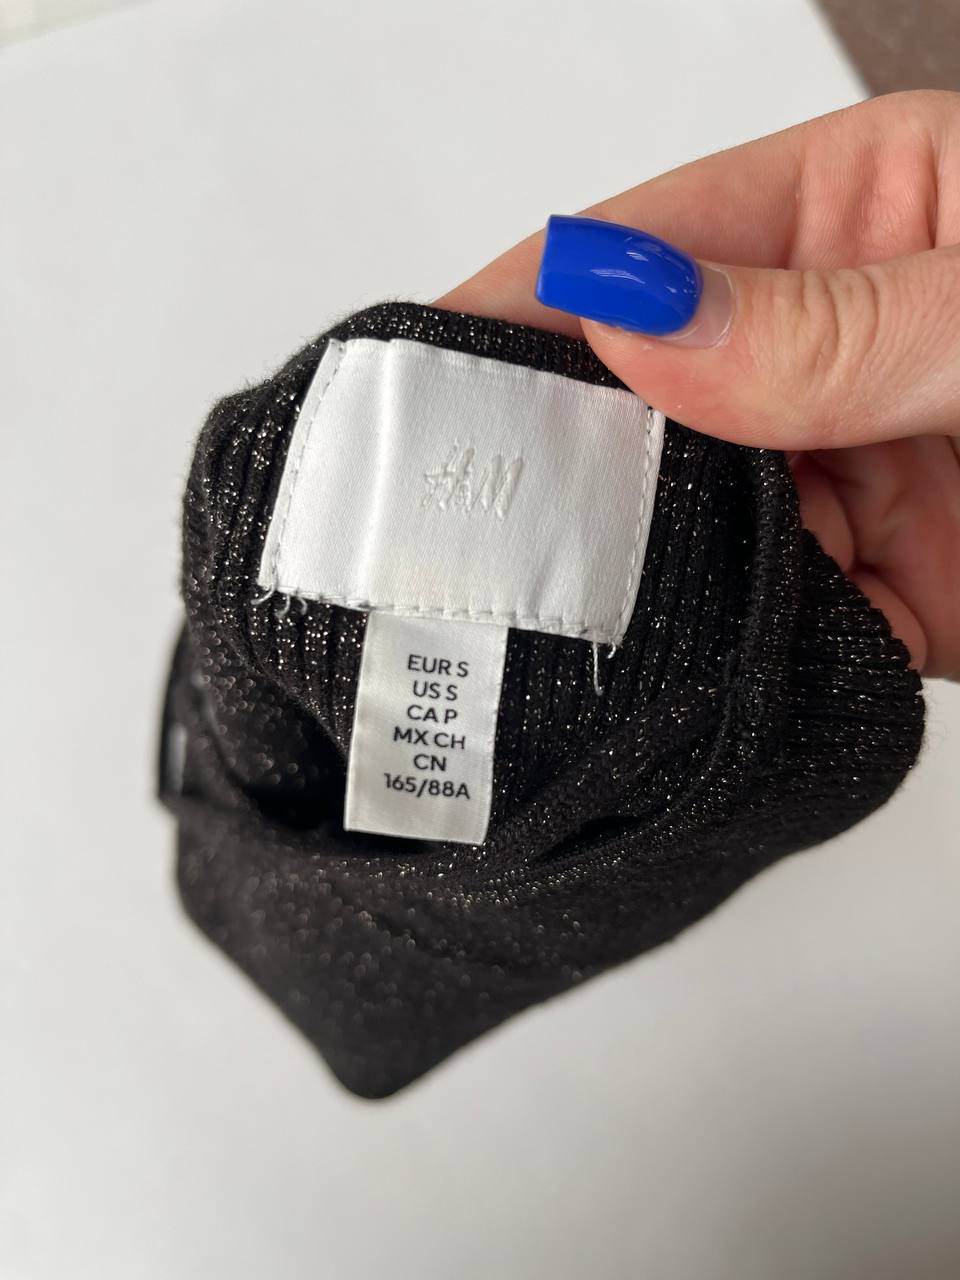 H&M
EUR S
US S
CA P
MX CH
CN
165/88A